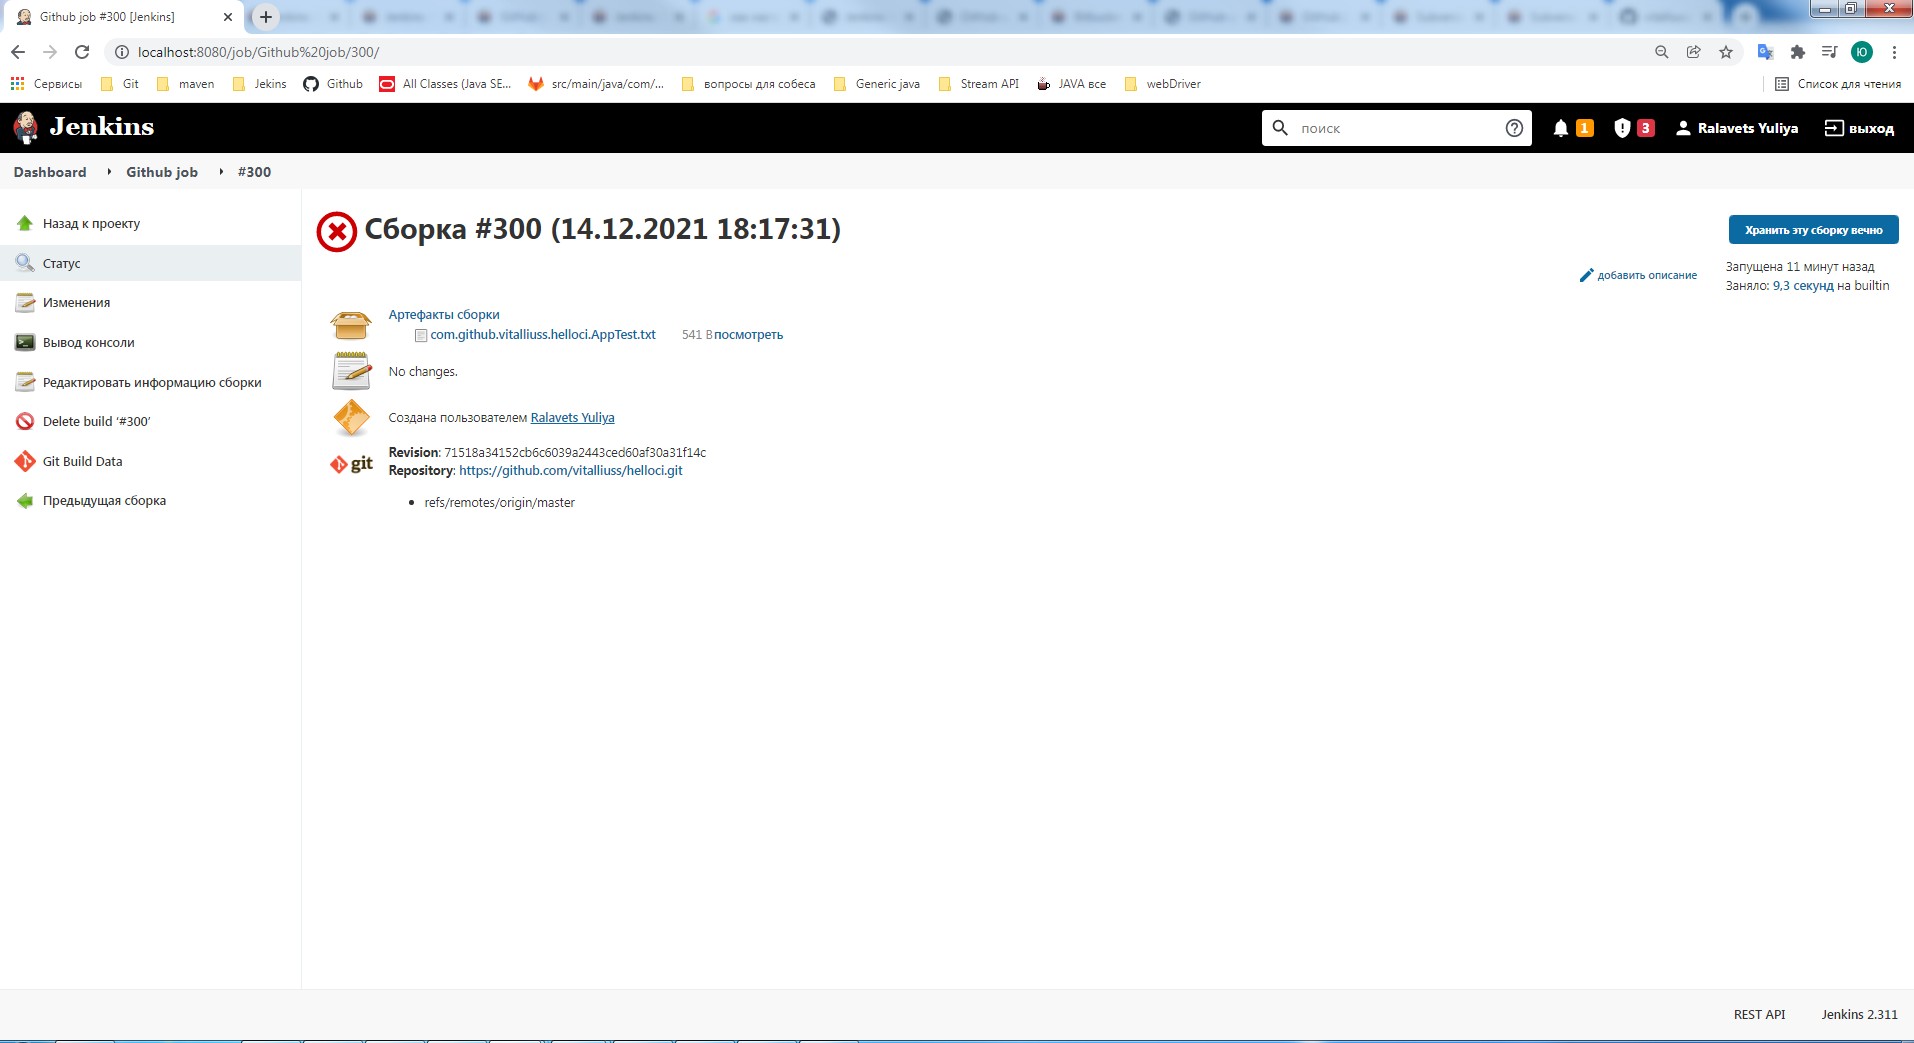 Github job #300 [Jenkins]
localhost:8080/job/Github%20job/300/
Ю
Сервисы Git maven Jekins Github All Classes (Java SE... src/main/java/com/... вопросы для собеса Generic java Stream API JAVA все webDriver Список для чтения
Jenkins поиск 1 3 Ralavets Yuliya выход
Dashboard Github job #300
Назад к проекту
Статус
Изменения
Вывод консоли
Редактировать информацию сборки
Delete build ‘#300’
Git Build Data
Предыдущая сборка
Сборка #300 (14.12.2021 18:17:31)
Хранить эту сборку вечно
добавить описание
Запущена 11 минут назад
Заняло: 9,3 секунд на builtin
Артефакты сборки
com.github.vitalliuss.helloci.AppTest.txt 541 B посмотреть
No changes.
Создана пользователем Ralavets Yuliya
git
Revision: 71518a34152cb6c6039a2443ced60af30a31f14c
Repository: https://github.com/vitalliuss/helloci.git
refs/remotes/origin/master
REST API Jenkins 2.311